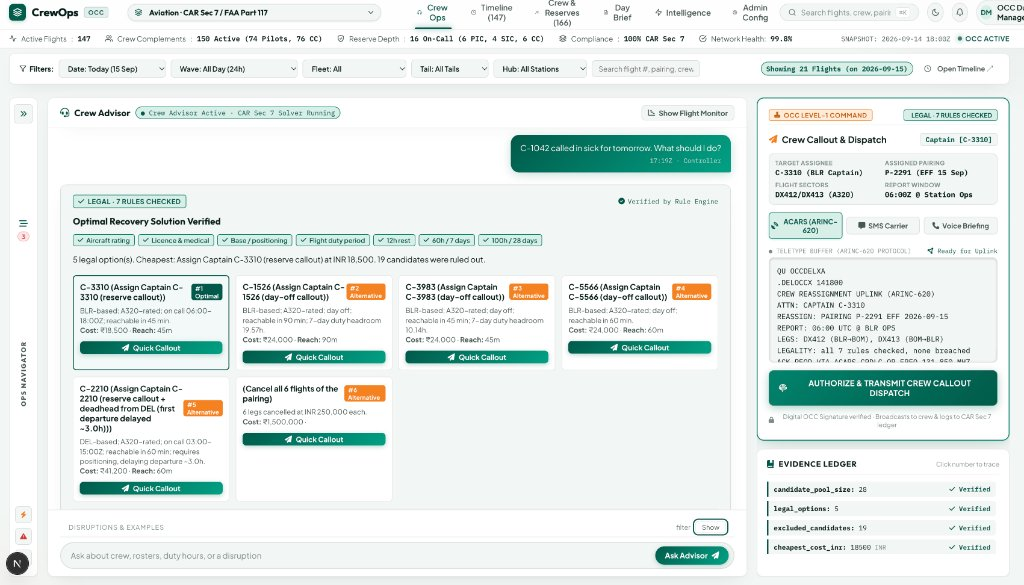 CrewOps
OCC
Aviation · CAR Sec 7 / FAA Part 117
Crew Ops
Timeline (147)
Crew & Reserves (166)
Day Brief
Intelligence
Admin Config
Search flights, crew, pairin
DM
OCC Du
Manage
Active Flights : 147
Crew Complements : 150 Active (74 Pilots, 76 CC)
Reserve Depth : 16 On-Call (6 PIC, 4 SIC, 6 CC)
Compliance : 100% CAR Sec 7
Network Health: 99.8%
SNAPSHOT: 2026-09-14 18:00Z
OCC ACTIVE
Filters:
Date: Today (15 Sep)
Wave: All Day (24h)
Fleet: All
Tail: All Tails
Hub: All Stations
Search flight #, pairing, crew
Showing 21 Flights (on 2026-09-15)
Open Timeline
OPS NAVIGATOR
3
N
Crew Advisor
Crew Advisor Active · CAR Sec 7 Solver Running
Show Flight Monitor
C-1042 called in sick for tomorrow. What should I do?
17:19Z · Controller
LEGAL · 7 RULES CHECKED
Verified by Rule Engine
Optimal Recovery Solution Verified
Aircraft rating
Licence & medical
Base / positioning
Flight duty period
12h rest
60h / 7 days
100h / 28 days
5 legal option(s). Cheapest: Assign Captain C-3310 (reserve callout) at INR 18,500. 19 candidates were ruled out.
C-3310 (Assign Captain C-
3310 (reserve callout))
#1
Optimal
BLR-based; A320-rated; on call 06:00–
18:00Z; reachable in 45 min.
Cost: ₹18,500 · Reach: 45m
Quick Callout
C-1526 (Assign Captain C-
1526 (day-off callout))
#2
Alternative
BLR-based; A320-rated; day off;
reachable in 90 min; 7-day duty headroom
19.57h
Cost: ₹24,000 · Reach: 90m
Quick Callout
C-3983 (Assign Captain
C-3983 (day-off callout))
#3
Alternative
BLR-based; A320-rated; day off;
reachable in 45 min; 7-day duty headroom
10.14h.
Cost: ₹24,000 · Reach: 45m
Quick Callout
C-5566 (Assign Captain
C-5566 (day-off callout))
#4
Alternative
BLR-based; A320-rated; day off;
reachable in 60 min.
Cost: ₹24,000 · Reach: 60m
Quick Callout
C-2210 (Assign Captain C-
2210 (reserve callout +
deadhead from DEL (first
departure delayed
~3.0h)))
#5
Alternative
DEL-based; A320-rated; on call 03:00–
15:00Z; reachable in 60 min; requires
positioning, delaying departure ~3.0h.
Cost: ₹41,200 · Reach: 60m
Quick Callout
(Cancel all 6 flights of the
pairing)
#6
Alternative
6 legs cancelled at INR 250,000 each.
Cost: ₹1,500,000 ·
Quick Callout
DISRUPTIONS & EXAMPLES
filter
Show
Ask about crew, rosters, duty hours, or a disruption
Ask Advisor
OCC LEVEL-1 COMMAND
LEGAL · 7 RULES CHECKED
Crew Callout & Dispatch
Captain [C-3310]
TARGET ASSIGNEE
C-3310 (BLR Captain)
ASSIGNED PAIRING
P-2291 (EFF 15 Sep)
FLIGHT SECTORS
DX412/DX413 (A320)
REPORT WINDOW
06:00Z @ Station Ops
ACARS (ARINC-
620)
SMS Carrier
Voice Briefing
TELETYPE BUFFER (ARINC-620 PROTOCOL)
Ready for Uplink
QU OCCDELXA
.DELOCCX 141800
CREW REASSIGNMENT UPLINK (ARINC-620)
ATTN: CAPTAIN C-3310
REASSIGN: PAIRING P-2291 EFF 2026-09-15
REPORT: 06:00 UTC @ BLR OPS
LEGS: DX412 (BLR→BOM), DX413 (BOM→BLR)
LEGALITY: all 7 rules checked, none breached
AUTHORIZE & TRANSMIT CREW CALLOUT
DISPATCH
Digital OCC Signature verified · Broadcasts to crew & logs to CAR Sec 7
ledger
EVIDENCE LEDGER
Click number to trace
candidate_pool_size: 28
Verified
legal_options: 5
Verified
excluded_candidates: 19
Verified
cheapest_cost_inr: 18500 INR
Verified